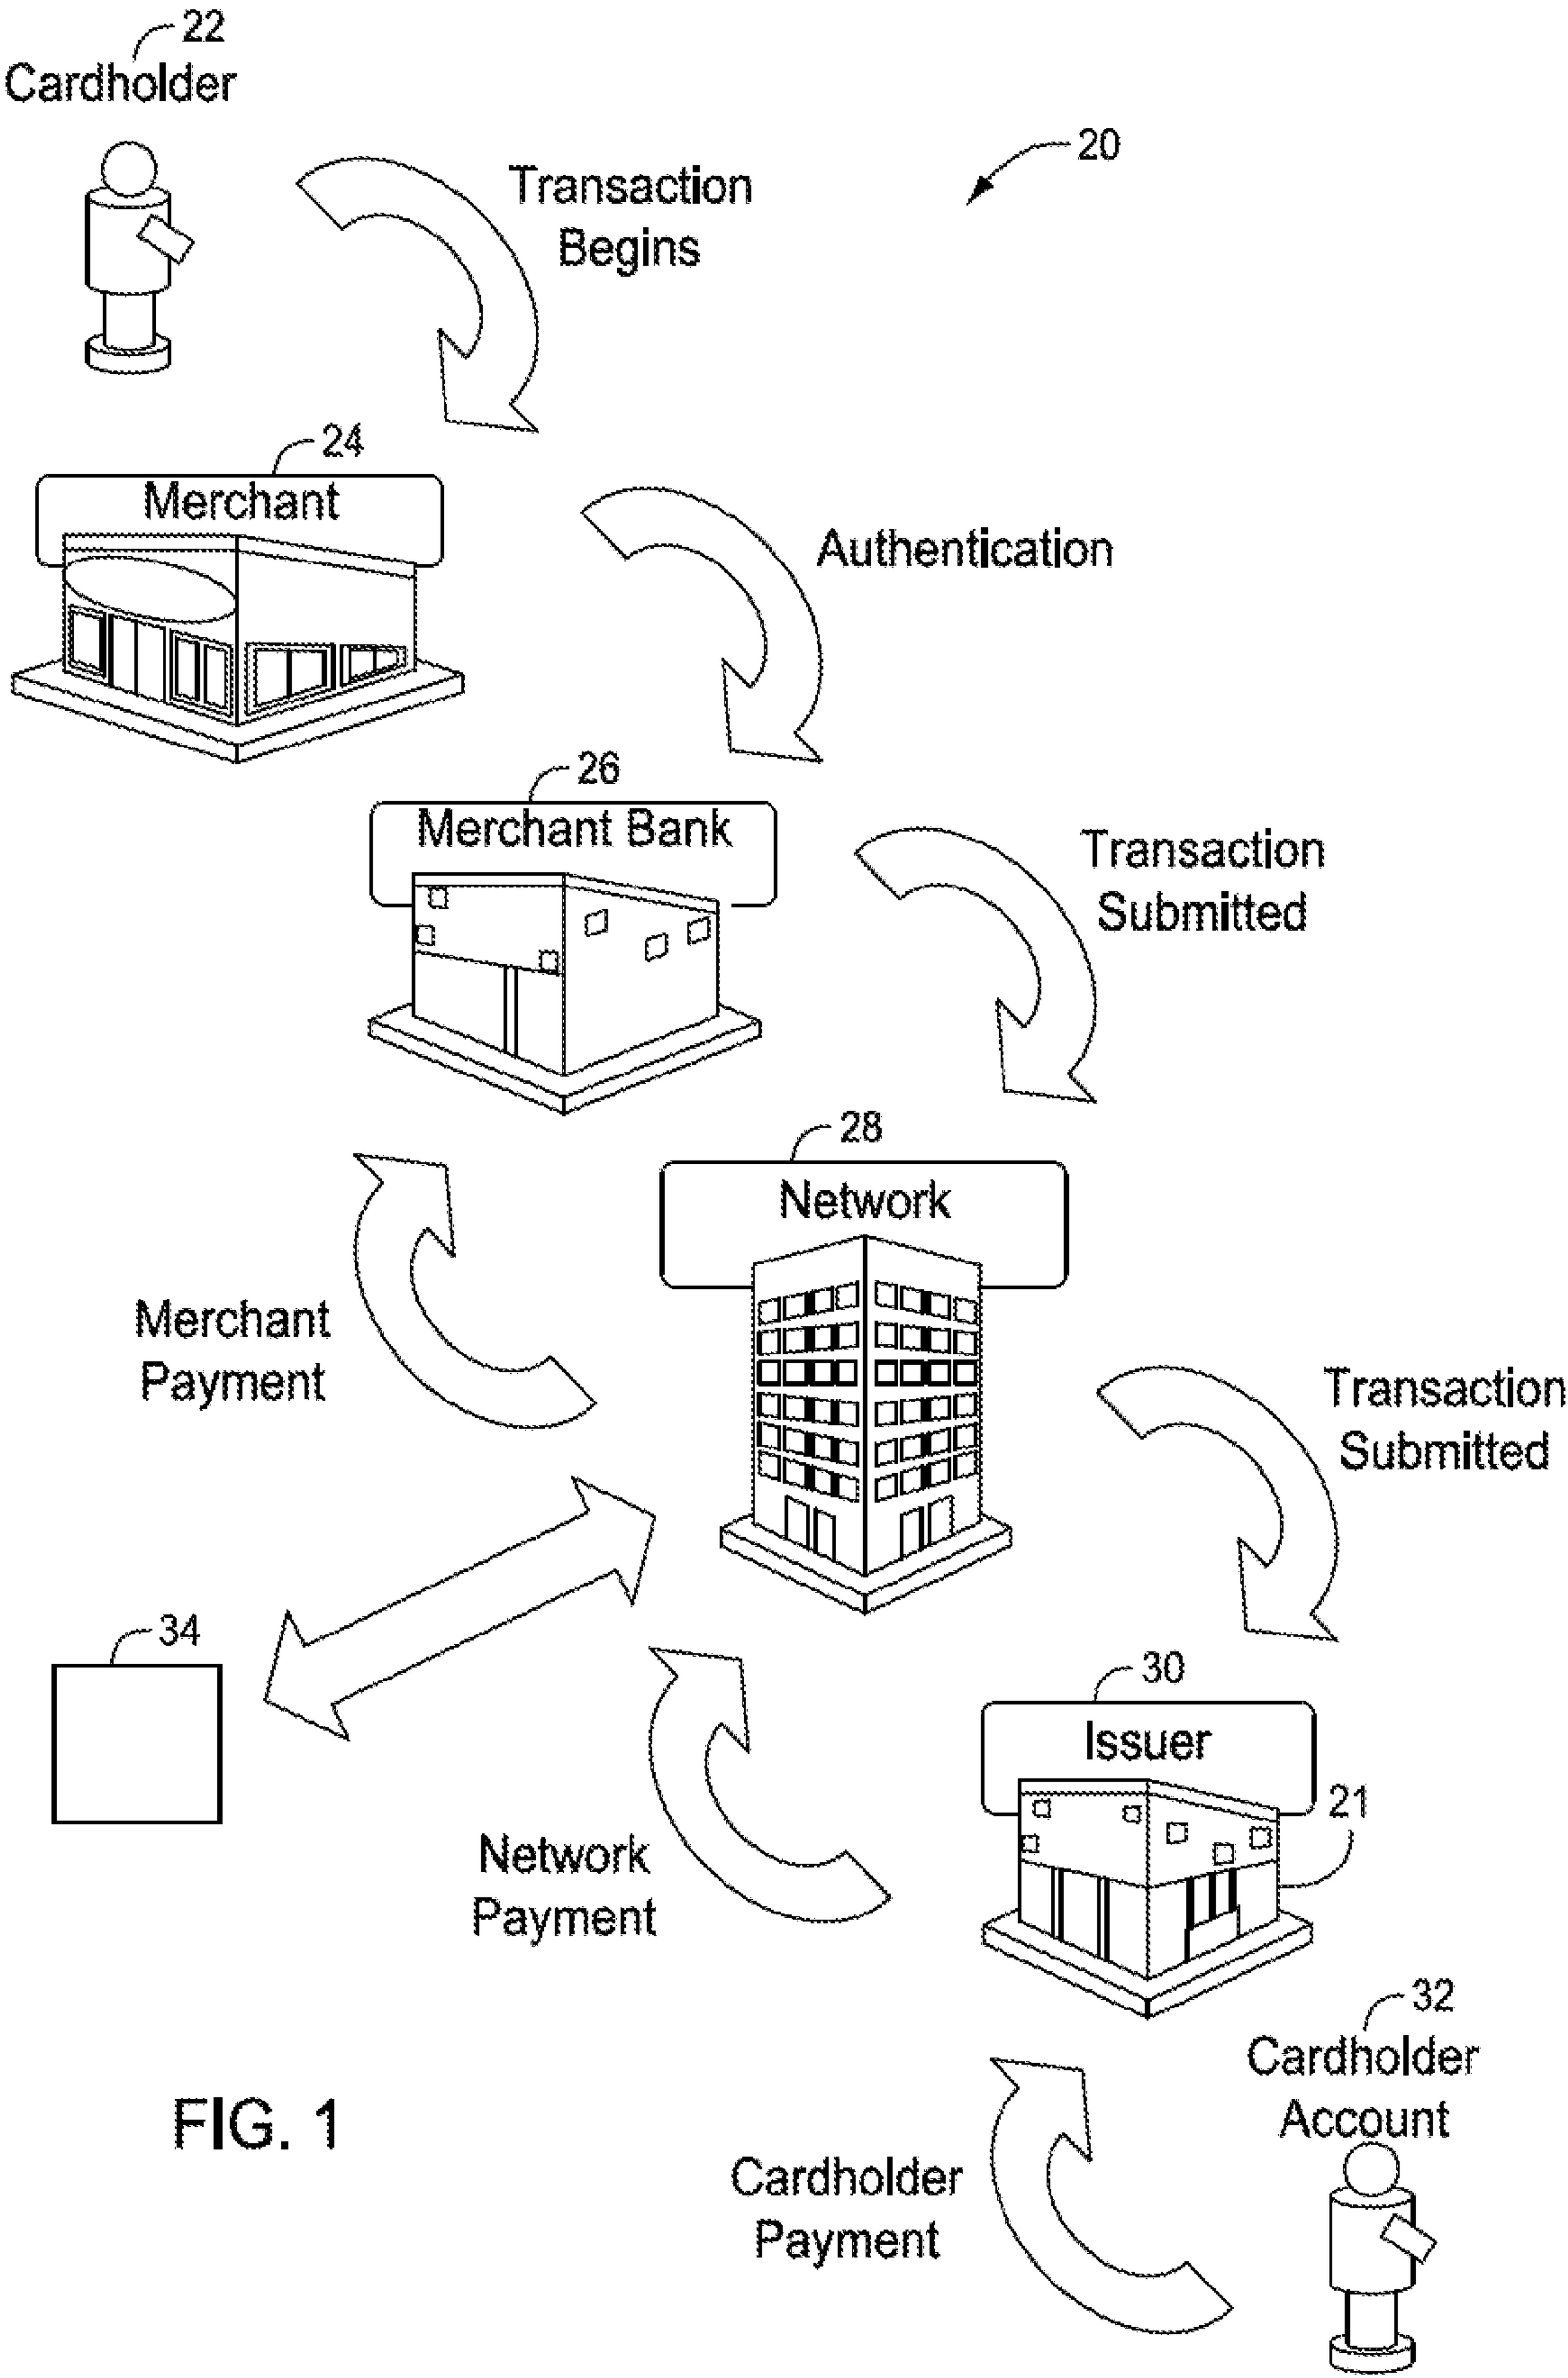 22
Cardholder
20
Transaction
Begins
24
Merchant
Authentication
26
Merchant Bank
Transaction
Submitted
28
Network
Merchant
Payment
Transaction
Submitted
34
30
Issuer
21
Network
Payment
32
Cardholder
Account
FIG. 1
Cardholder
Payment